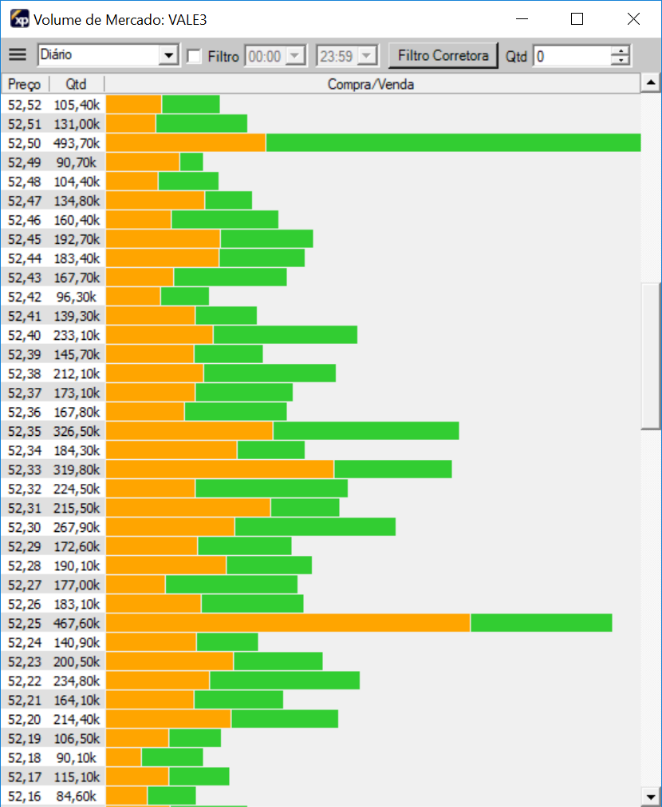 xp Volume de Mercado: VALE3
Diário Filtro 00:00 23:59 Filtro Corretora Qtd 0
Preço Qtd Compra/Venda
52,52 105,40k
52,51 131,00k
52,50 493,70k
52,49 90,70k
52,48 104,40k
52,47 134,80k
52,46 160,40k
52,45 192,70k
52,44 183,40k
52,43 167,70k
52,42 96,30k
52,41 139,30k
52,40 233,10k
52,39 145,70k
52,38 212,10k
52,37 173,10k
52,36 167,80k
52,35 326,50k
52,34 184,30k
52,33 319,80k
52,32 224,50k
52,31 215,50k
52,30 267,90k
52,29 172,60k
52,28 190,10k
52,27 177,00k
52,26 183,10k
52,25 467,60k
52,24 140,90k
52,23 200,50k
52,22 234,80k
52,21 164,10k
52,20 214,40k
52,19 106,50k
52,18 90,10k
52,17 115,10k
52,16 84,60k